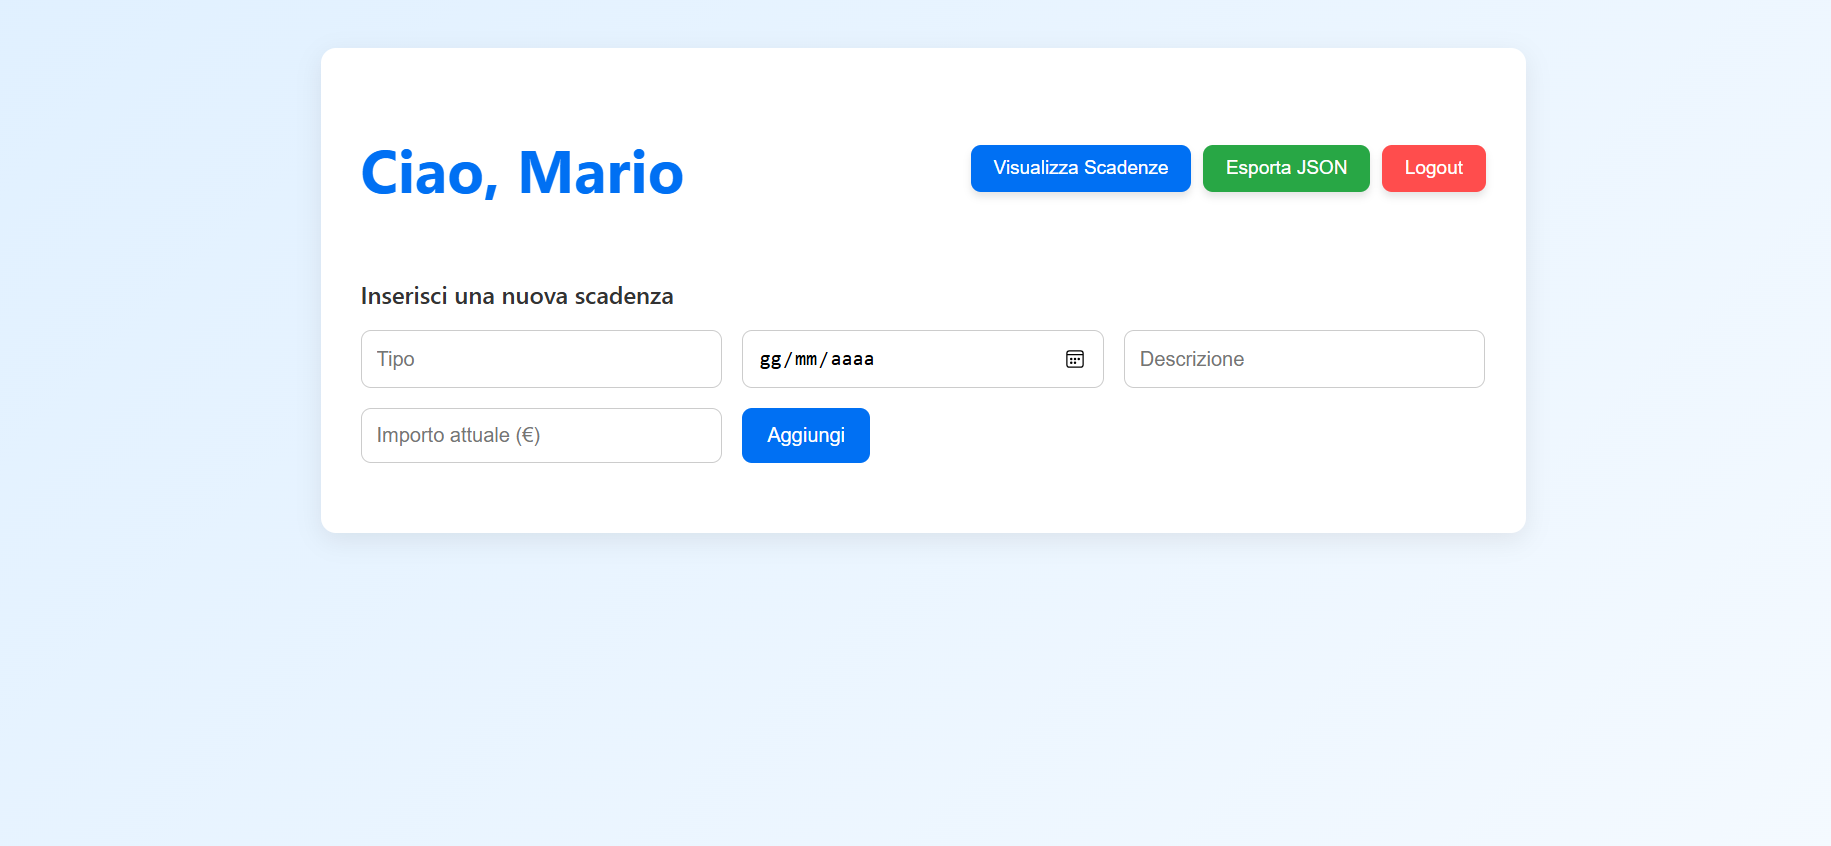 Ciao, Mario
Visualizza Scadenze
Esporta JSON
Logout
Inserisci una nuova scadenza
Tipo
gg/mm/aaaa
Descrizione
Importo attuale (€)
Aggiungi